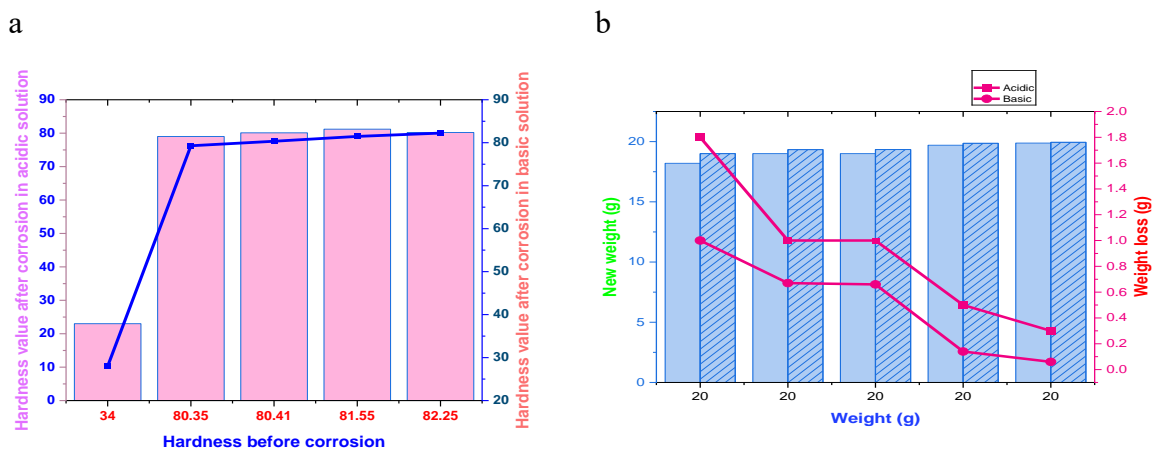 a
b
Hardness value after corrosion in acidic solution
90
80
70
60
50
40
30
20
10
0
90
80
70
60
50
40
30
20
Hardness value after corrosion in basic solution
34 80.35 80.41 81.55 82.25
Hardness before corrosion
Acidic
Basic
New weight (g)
20
15
10
5
0
2.0
1.8
1.6
1.4
1.2
1.0
0.8
0.6
0.4
0.2
0.0
Weight loss (g)
20 20 20 20 20
Weight (g)